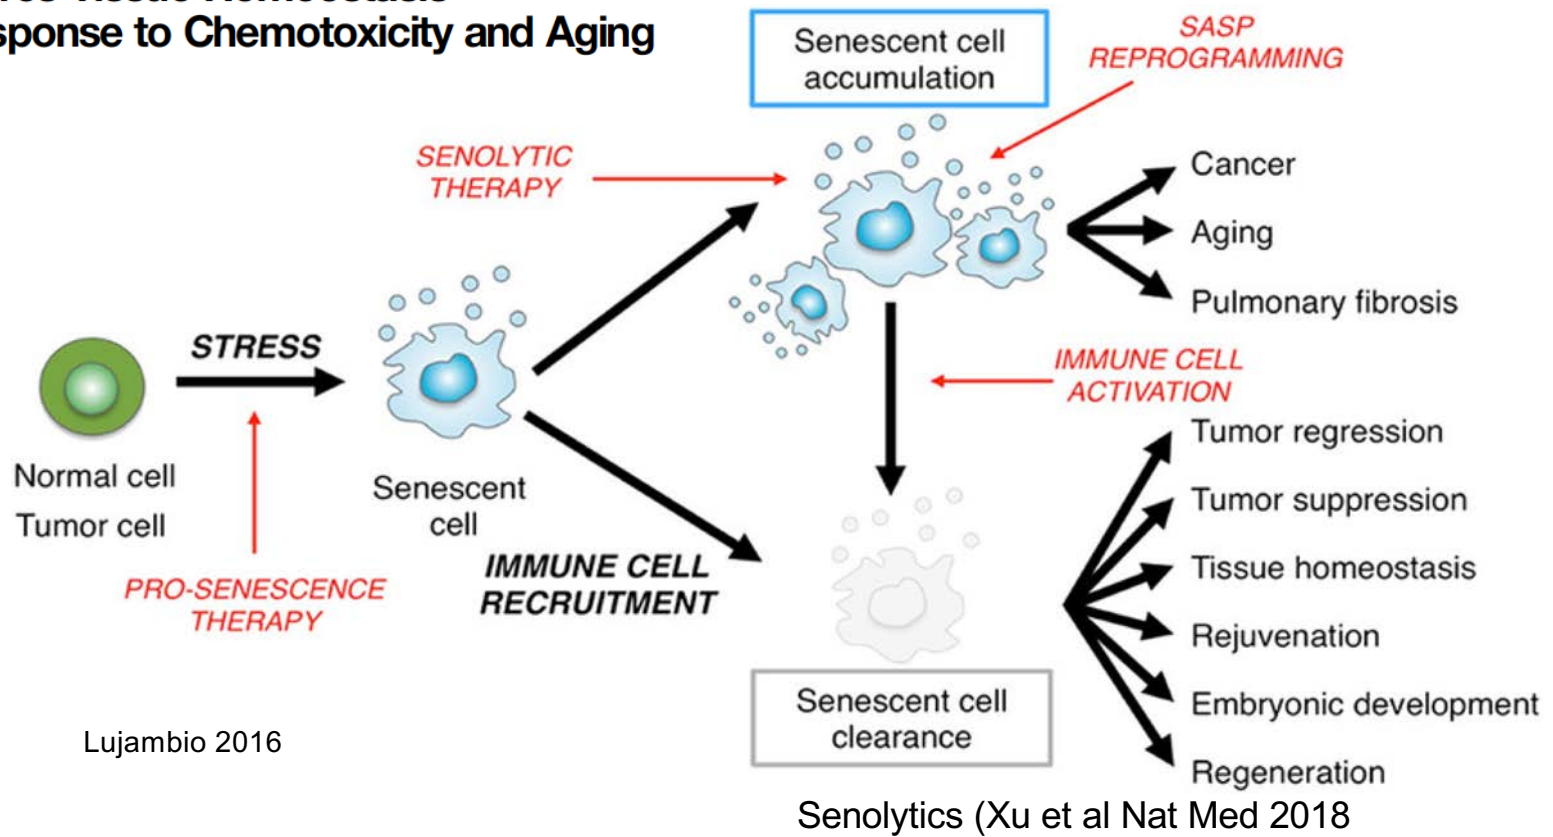 sponse to Chemotoxicity and Aging
Senescent cell
accumulation
SASP
REPROGRAMMING
SENOLYTIC
THERAPY
Cancer
Aging
Pulmonary fibrosis
STRESS
IMMUNE CELL
ACTIVATION
Normal cell
Tumor cell
Senescent
cell
PRO-SENESCENCE
THERAPY
IMMUNE CELL
RECRUITMENT
Tumor regression
Tumor suppression
Tissue homeostasis
Rejuvenation
Embryonic development
Regeneration
Senescent cell
clearance
Lujambio 2016
Senolytics (Xu et al Nat Med 2018